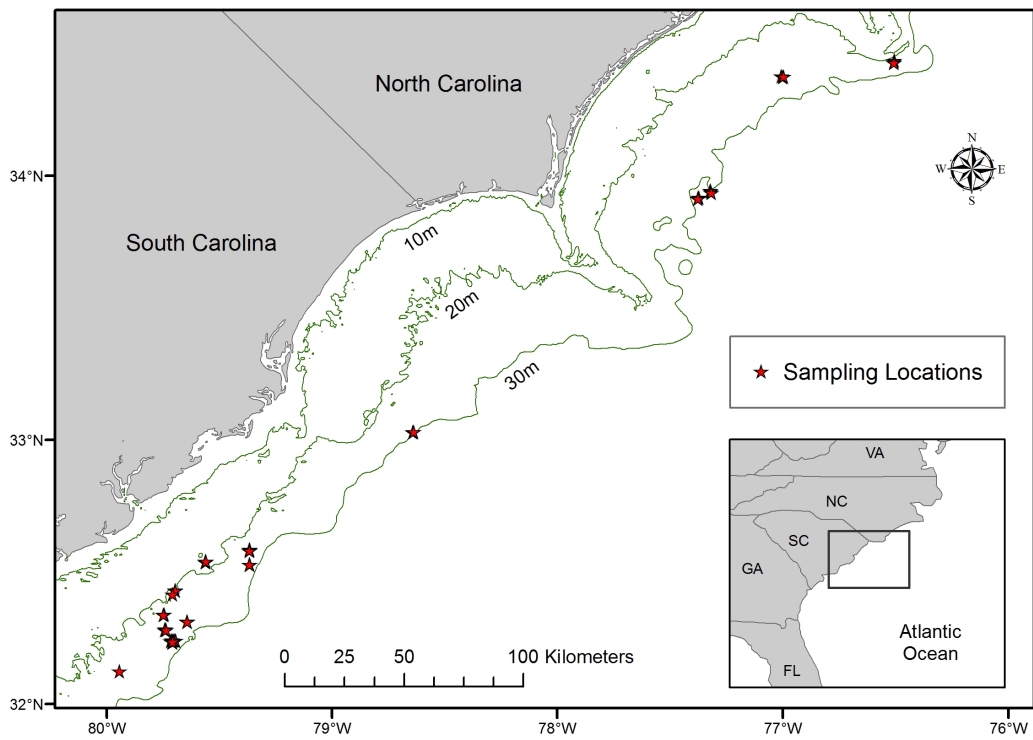 North Carolina
South Carolina
34°N
33°N
32°N
10m
20m
30m
N
W E
S
Sampling Locations
VA
NC
SC
GA
FL
Atlantic
Ocean
0 25 50 100 Kilometers
80°W 79°W 78°W 77°W 76°W